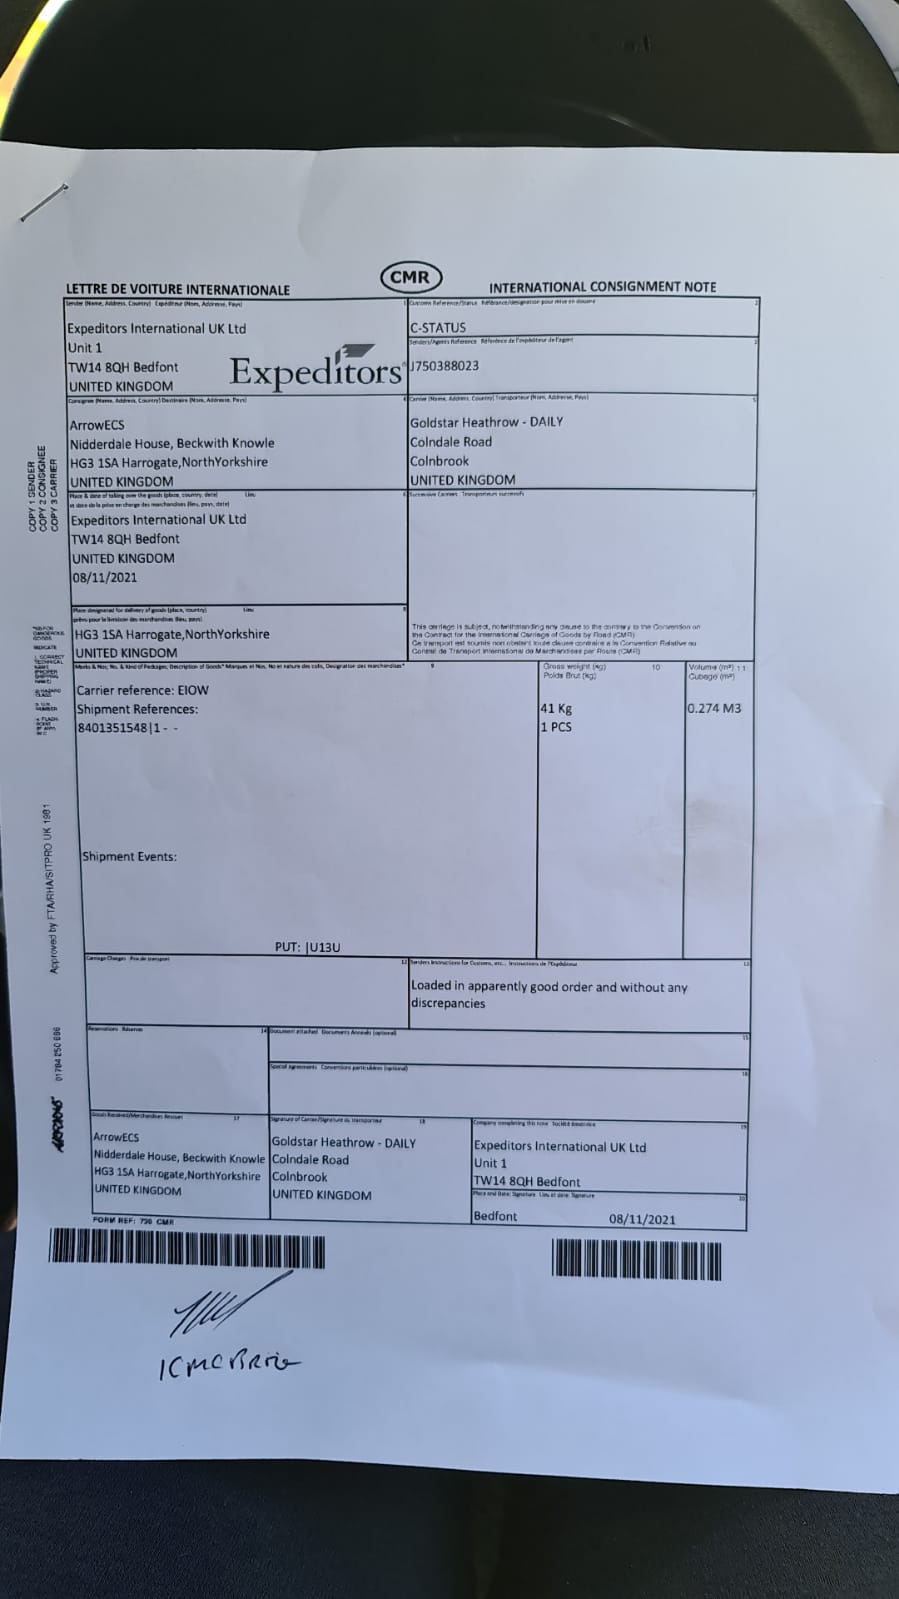 LETTRE DE VOITURE INTERNATIONALE
CMR
INTERNATIONAL CONSIGNMENT NOTE
Sender (Name, Address, Country) Expéditeur (Nom, Addresse, Pays) 1
Expeditors International UK Ltd
Unit 1
TW14 8QH Bedfont
UNITED KINGDOM
Expeditors
Customs Reference/Status Référence/désignation pour mise en douane 2
C-STATUS
Senders/Agents Reference Référence de l'expéditeur de l'agent 3
J750388023
Consignee (Name, Address, Country) Destinaire (Nom, Addresse, Pays) 4
ArrowECS
Nidderdale House, Beckwith Knowle
HG3 1SA Harrogate,NorthYorkshire
UNITED KINGDOM
Carrier (Name, Address, Country) Transporteur (Nom, Addresse, Pays) 5
Goldstar Heathrow - DAILY
Colndale Road
Colnbrook
UNITED KINGDOM
Place & date of taking over the goods (place, country, date) Lieu 6
et date de la prise en charge des marchandises (lieu, pays, date)
Expeditors International UK Ltd
TW14 8QH Bedfont
UNITED KINGDOM
08/11/2021
Successive Carriers Transporteurs successifs 7
Place designated for delivery of goods (place, country) Lieu 8
prévu pour la livraison des marchandises (lieu, pays)
HG3 1SA Harrogate,NorthYorkshire
UNITED KINGDOM
This carriage is subject, notwithstanding any clause to the contrary to the Convention on
the Contract for the International Carriage of Goods by Road (CMR)
Ce transport est soumis non obstant toute clause contraire a la Convention Relative au
Contrat de Transport International de Marchandises par Route (CMR)
Marks & Nos, No. & Kind of Packages, Description of Goods* Marques et Nos, No et nature des colis, Designation des marchandises* 9
Gross weight (kg) 10
Poids Brut (kg)
Volume (m³) 11
Cubage (m³)
Carrier reference: EIOW
Shipment References:
8401351548|1 - -
41 Kg
1 PCS
0.274 M3
Shipment Events:
PUT: |U13U
Carriage Charges Prix de transport 12
Senders Instructions for Customs, etc... Instructions de l'Expéditeur 13
Loaded in apparently good order and without any
discrepancies
Reservations Réserves 14
Document attached Documents Annexés (optional) 15
Special agreements Conventions particulières (optional) 16
Goods Received/Merchandises Recues 17
ArrowECS
Nidderdale House, Beckwith Knowle
HG3 1SA Harrogate,NorthYorkshire
UNITED KINGDOM
Signature of Carrier/Signature du transporteur 18
Goldstar Heathrow - DAILY
Colndale Road
Colnbrook
UNITED KINGDOM
Company completing this note 19
Expeditors International UK Ltd
Unit 1
TW14 8QH Bedfont
Place and Date; Signature Lieu et date; Signature 20
Bedfont 08/11/2021
FORM REF: 730 CMR
COPY 1 SENDER
COPY 2 CONSIGNEE
COPY 3 CARRIER
Approved by FTA/RHA/SITPRO UK 1981